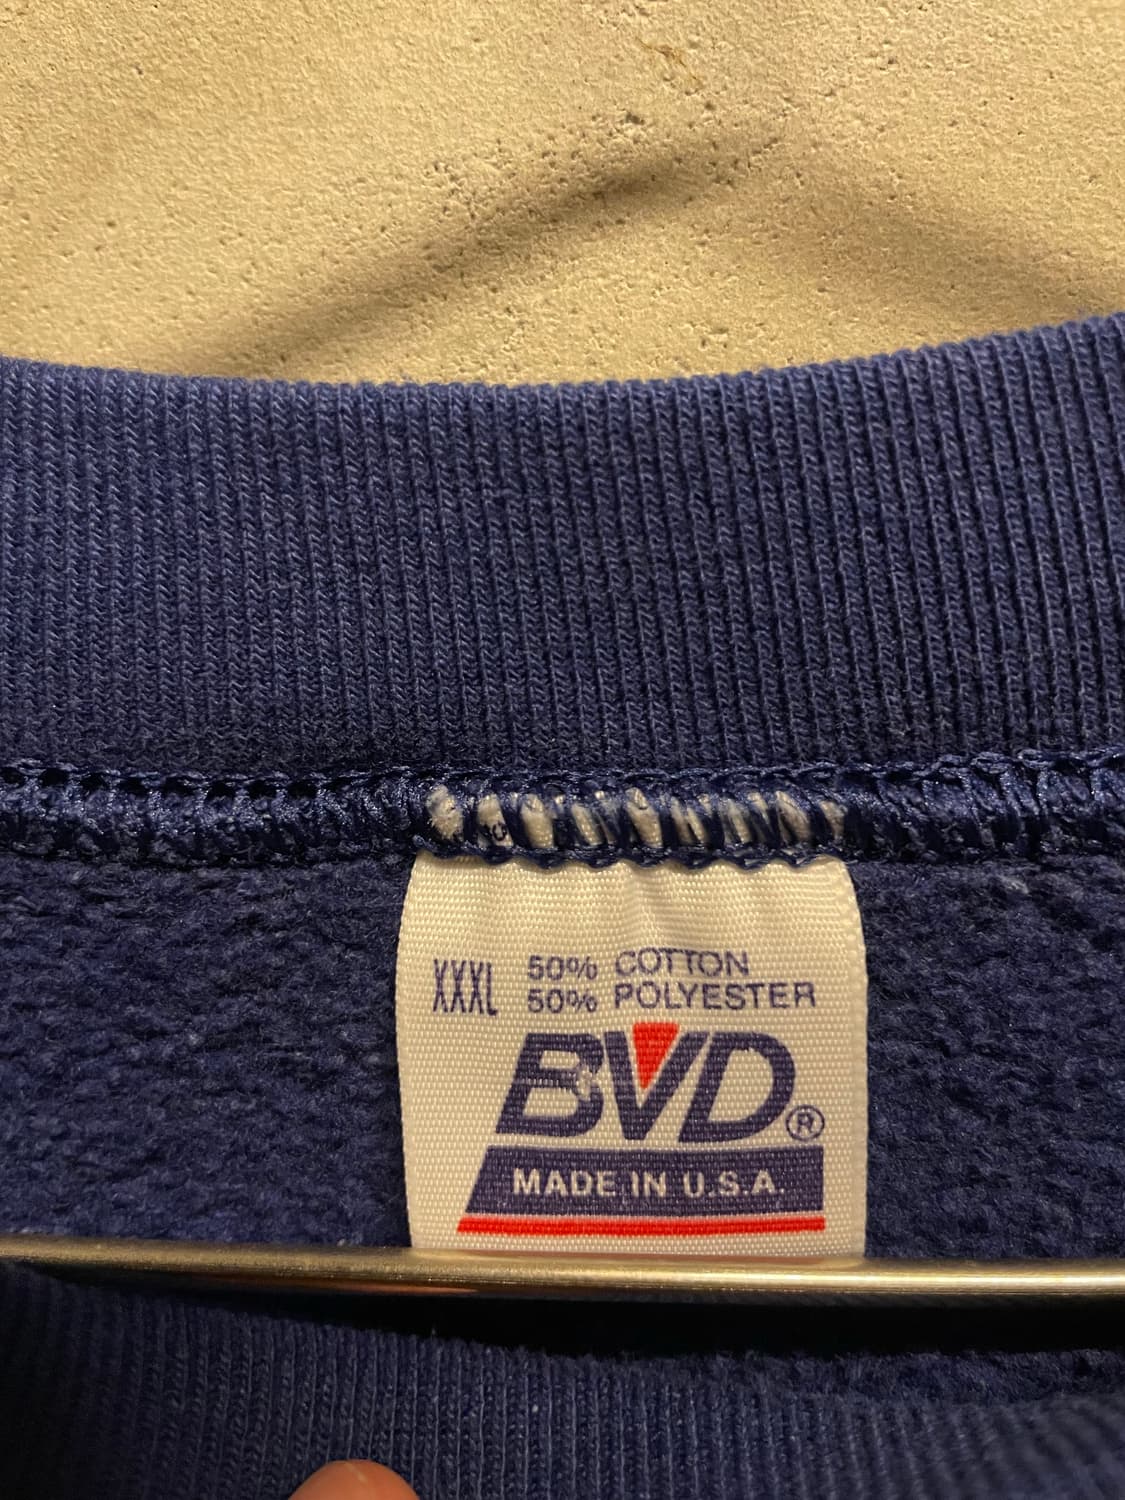 XXXL 50% COTTON
50% POLYESTER
BVD®
MADE IN U.S.A.